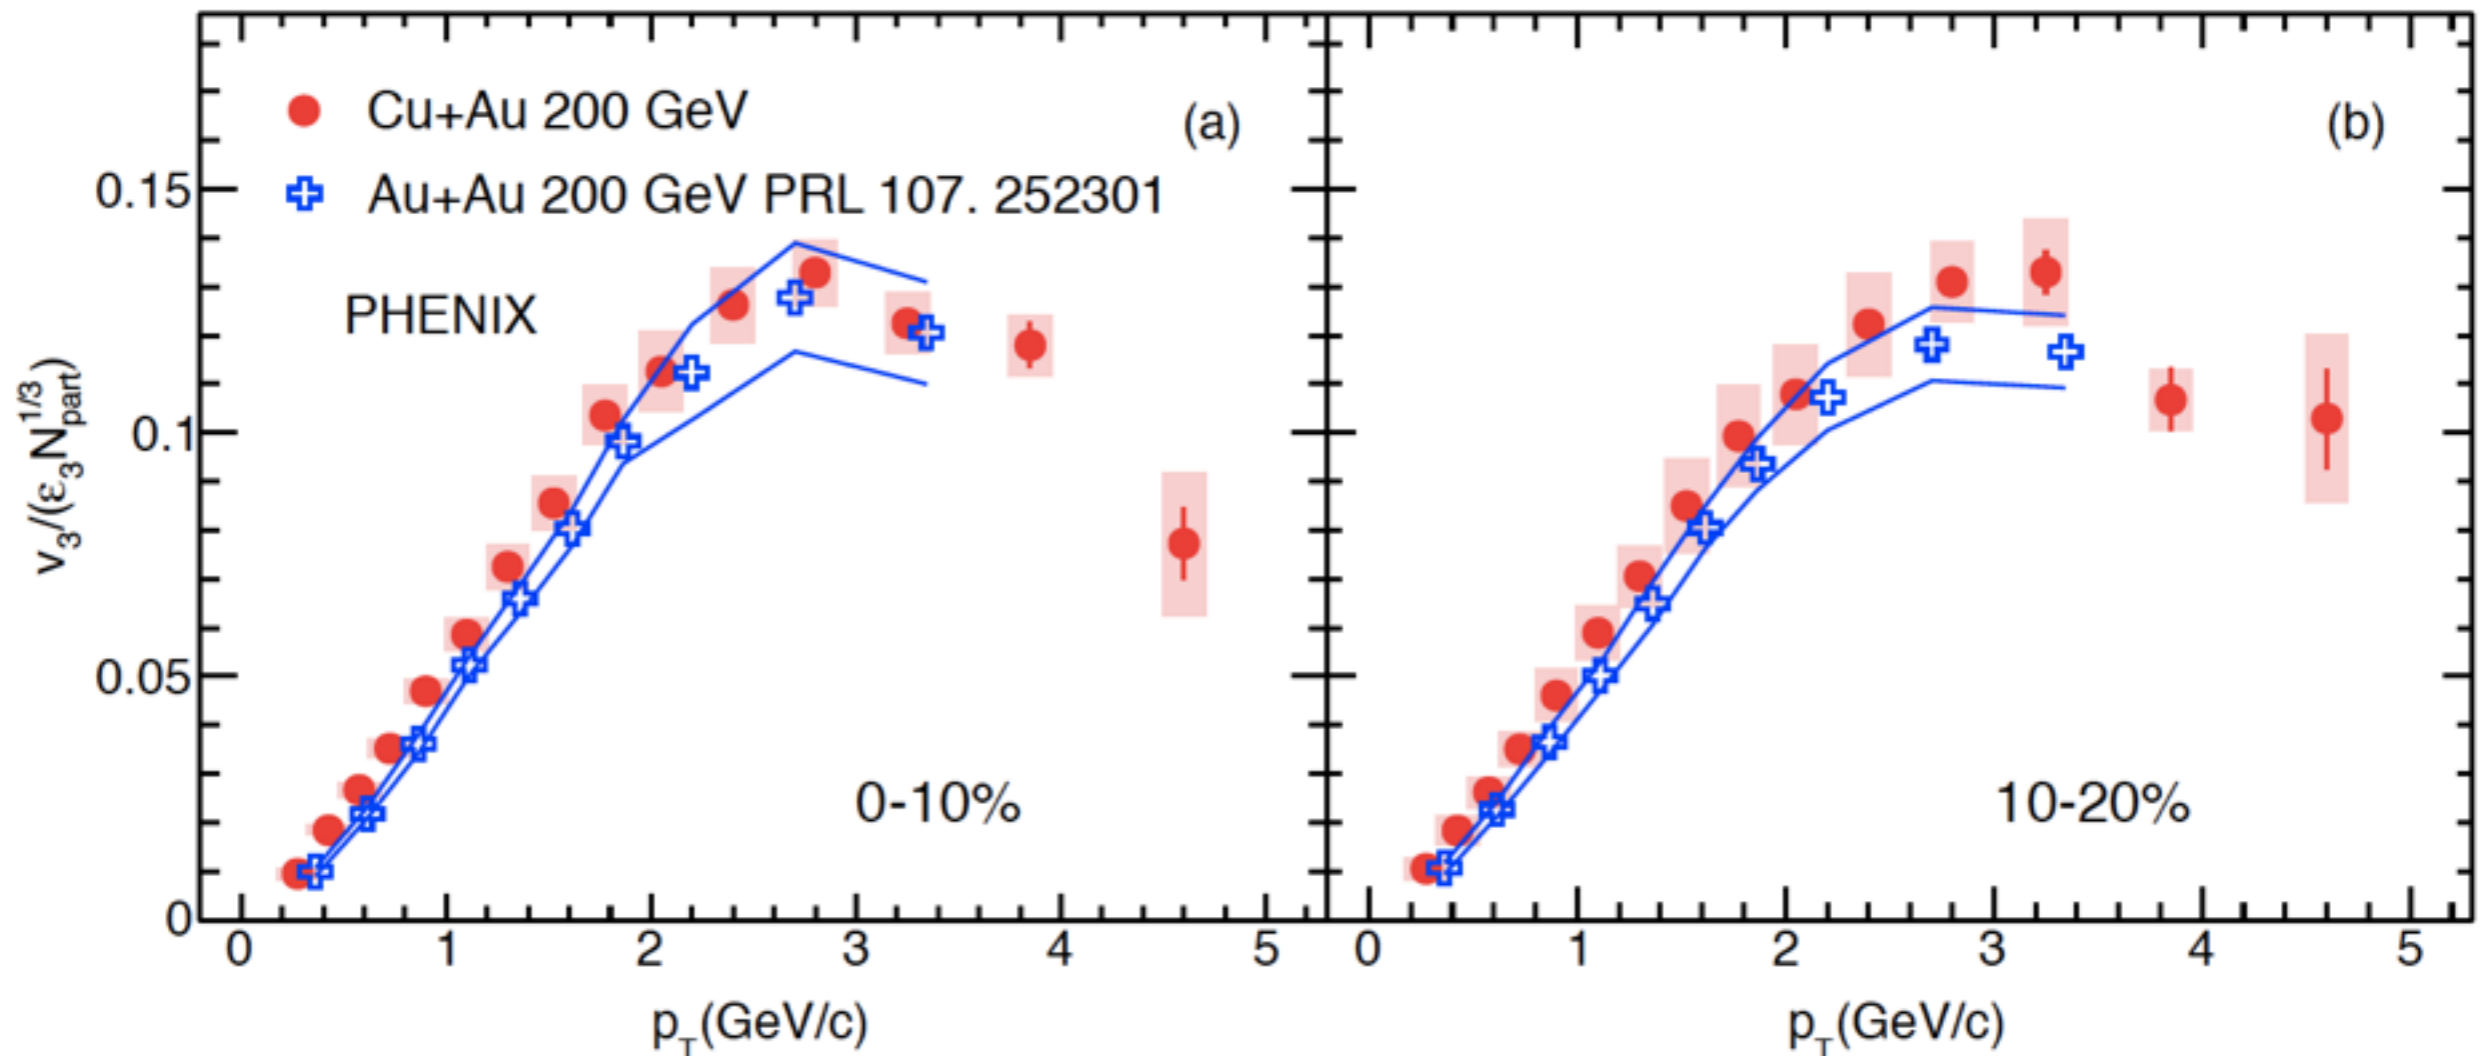 Cu+Au 200 GeV
(a)
(b)
Au+Au 200 GeV PRL 107. 252301
PHENIX
0.15
0.1
0.05
0
v3/(ε3N1/3part)
0-10%
10-20%
0 1 2 3 4 5
0 1 2 3 4 5
pT(GeV/c)
pT(GeV/c)